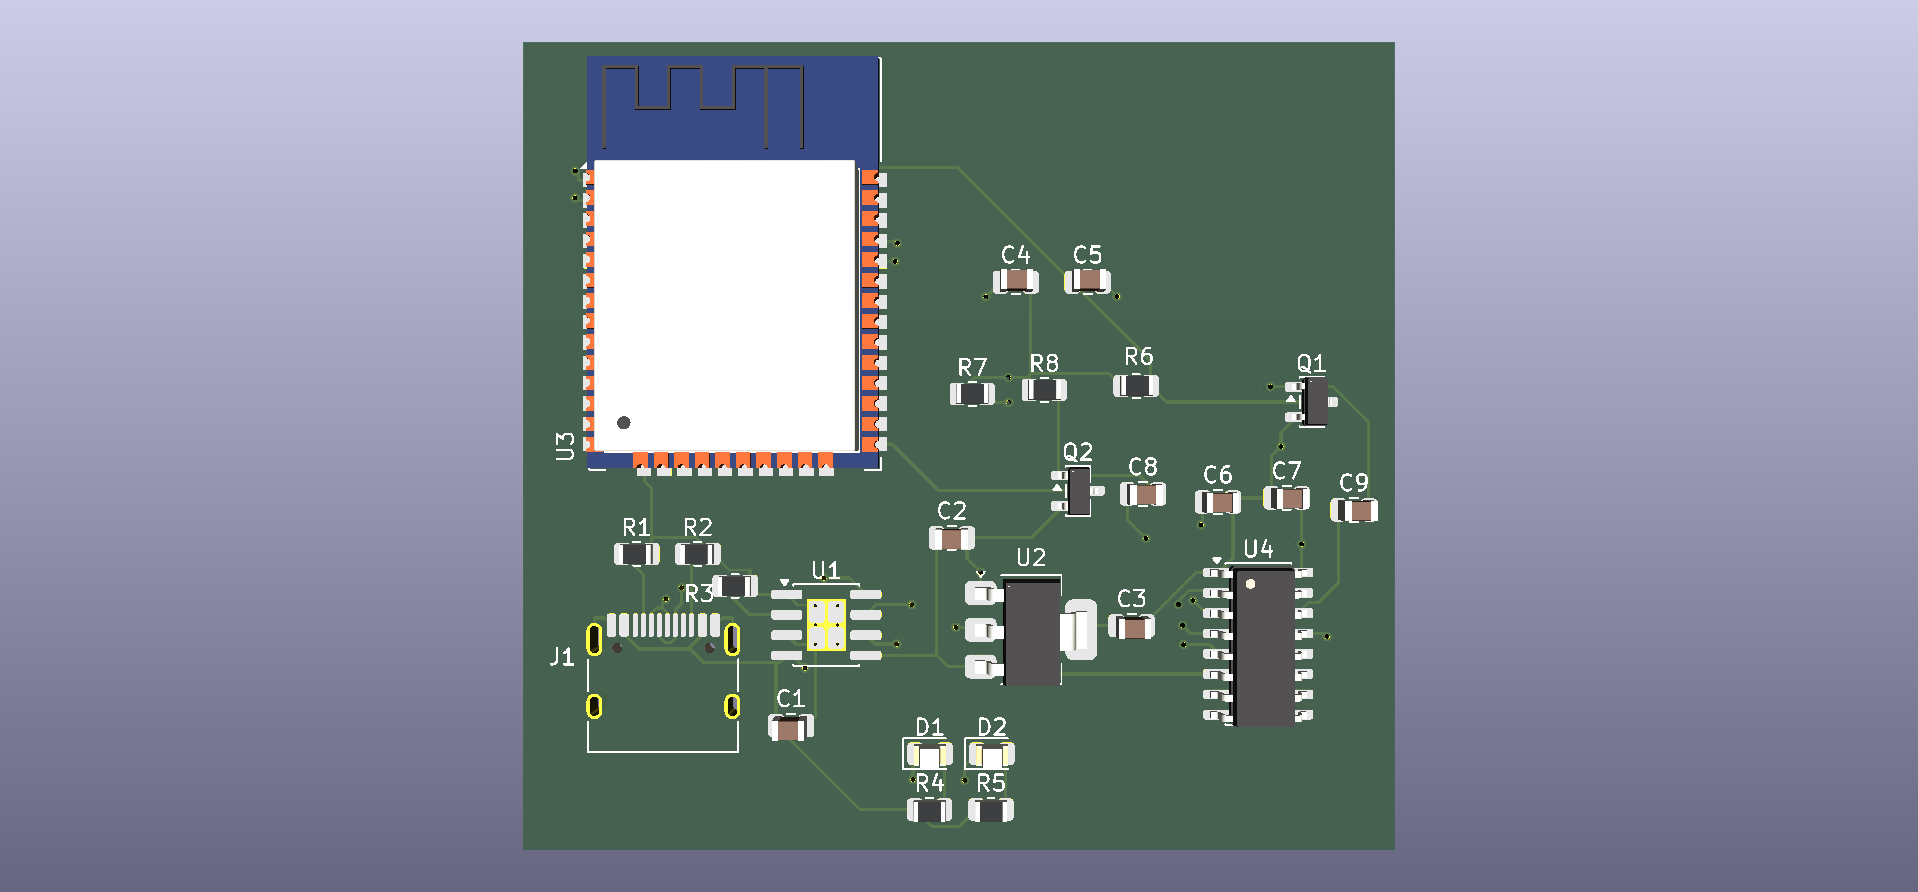 C4 C5
R7 R8 R6 Q1
U3
Q2 C8 C6 C7 C9
R1 R2 C2
U2 U4
R3 U1
C3
J1
C1
D1 D2
R4 R5